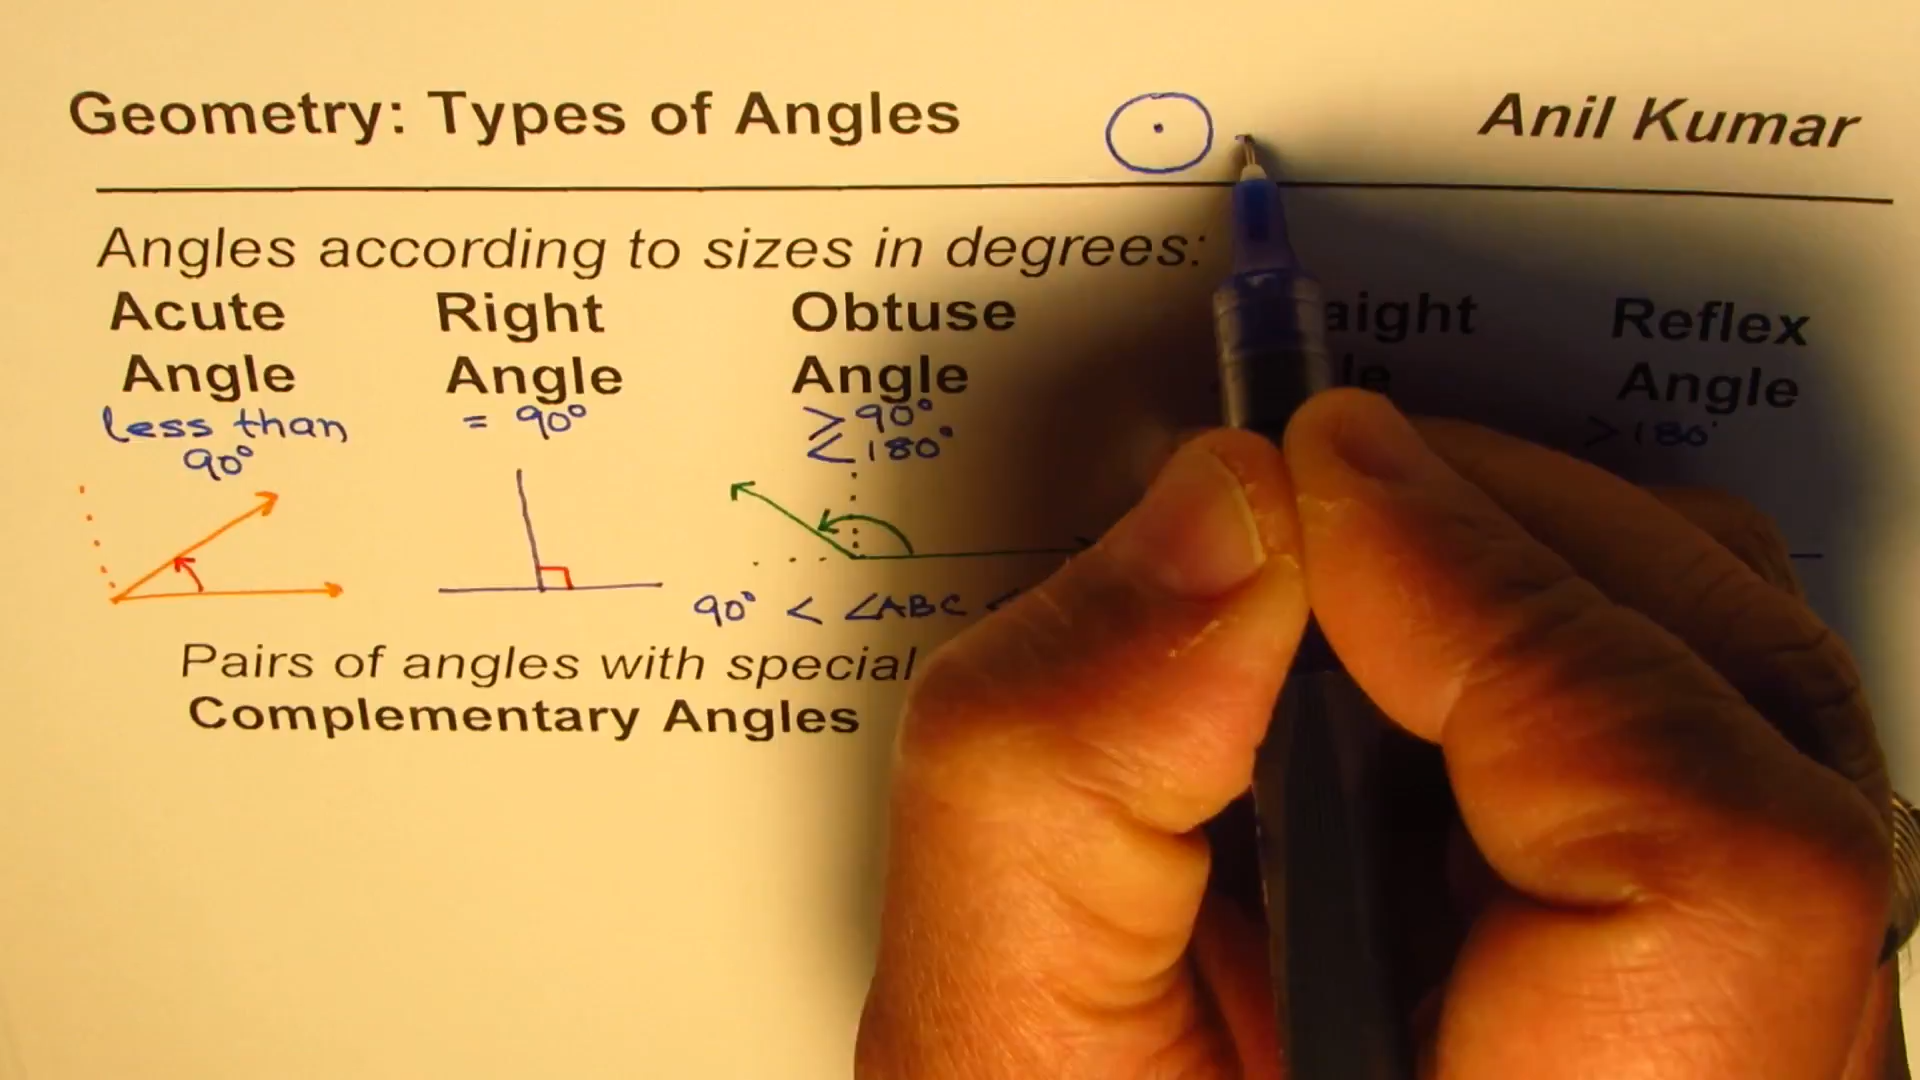 Geometry: Types of Angles
Anil Kumar
Angles according to sizes in degrees:
Acute Angle
less than 90°
Right Angle
= 90°
Obtuse Angle
>90°
<180°
Reflex Angle
>180°
90° < ∠ABC <
Pairs of angles with special
Complementary Angles